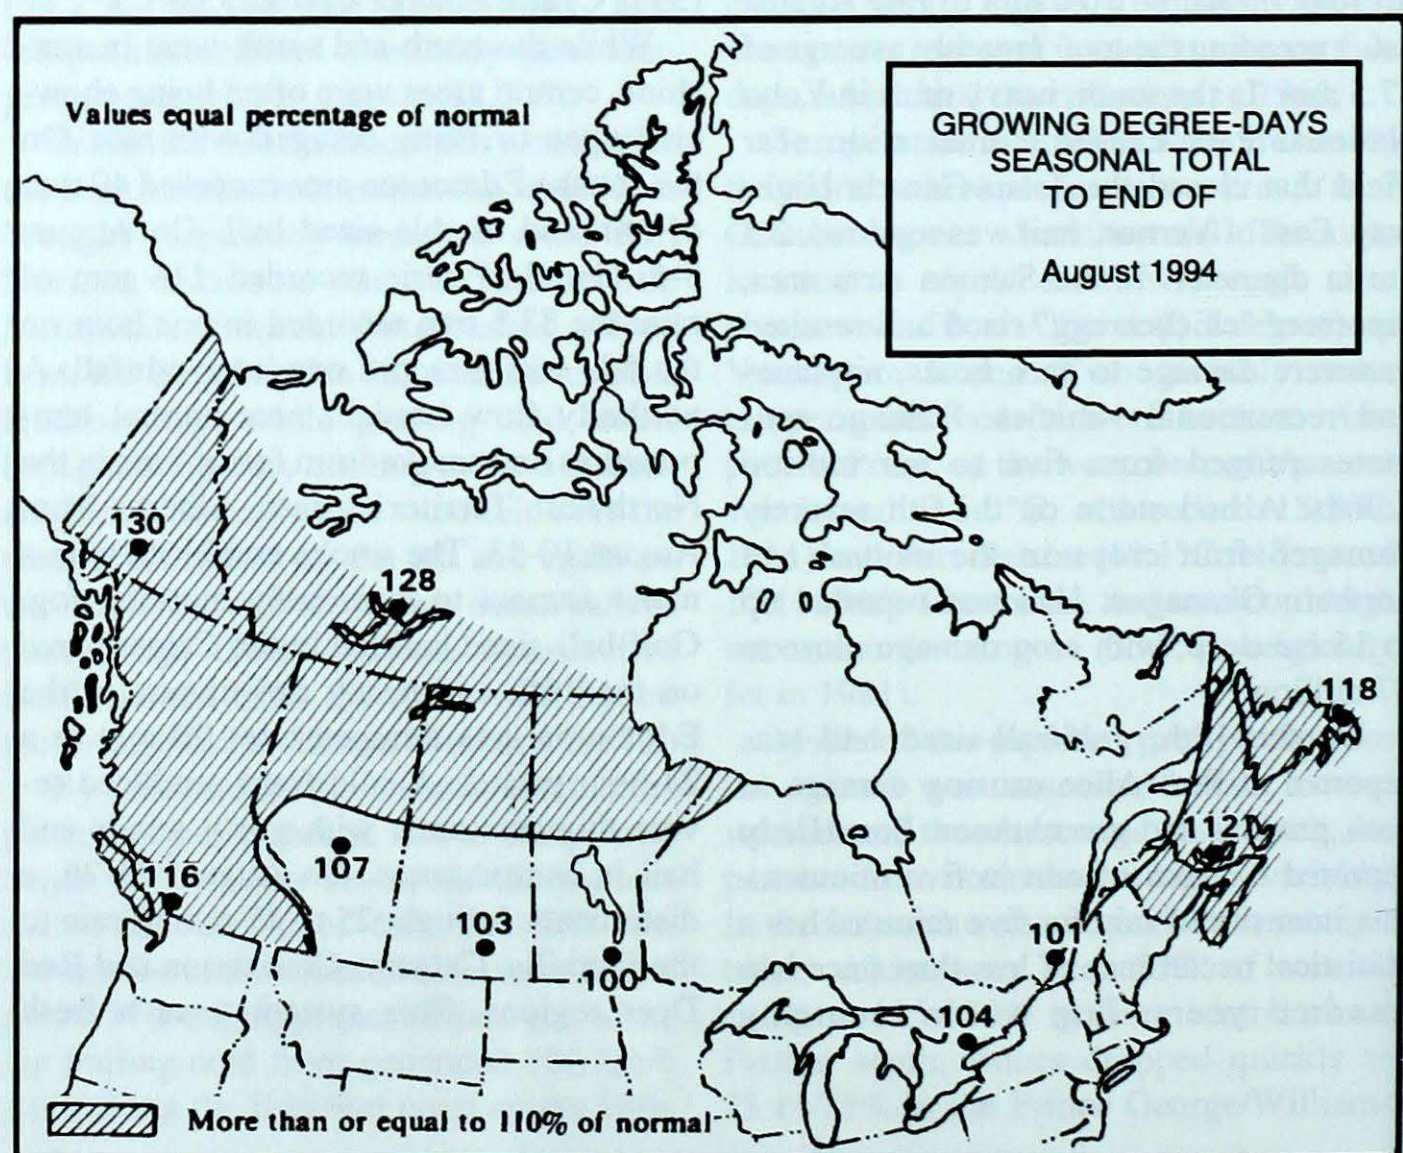 Values equal percentage of normal
GROWING DEGREE-DAYS
SEASONAL TOTAL
TO END OF
August 1994
130
128
118
112
116
107
103
100
101
104
More than or equal to 110% of normal